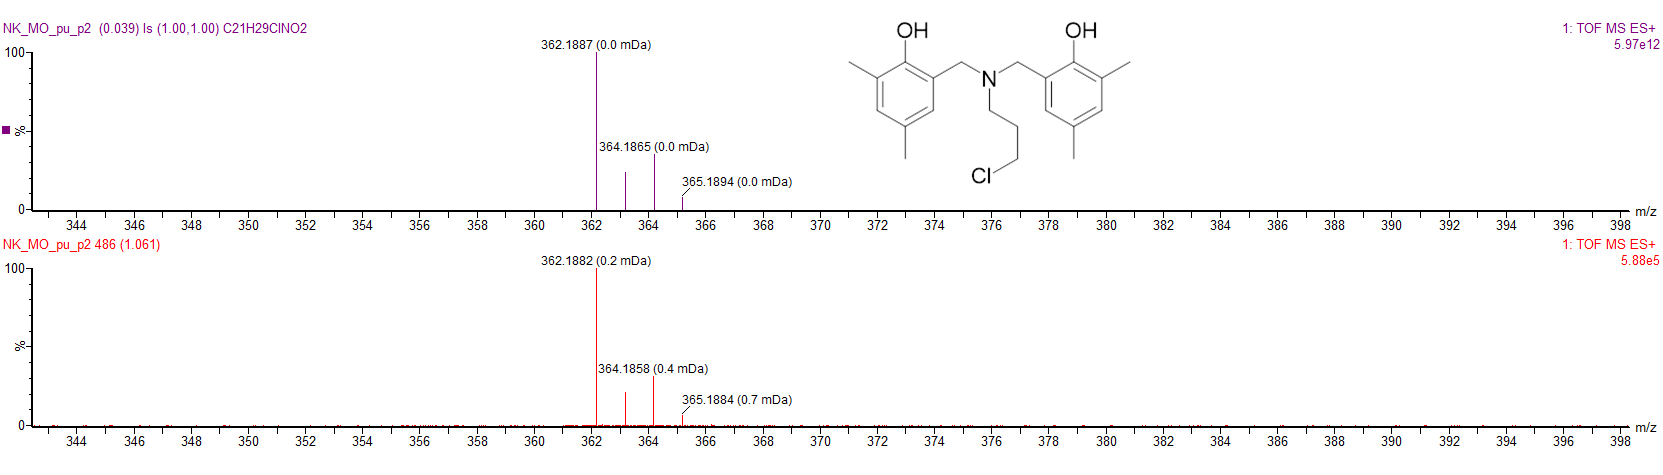 NK_MO_pu_p2 (0.039) Is (1.00,1.00) C21H29ClNO2
1: TOF MS ES+
5.97e12
100
%
0
362.1887 (0.0 mDa)
364.1865 (0.0 mDa)
365.1894 (0.0 mDa)
OH
OH
N
Cl
344 346 348 350 352 354 356 358 360 362 364 366 368 370 372 374 376 378 380 382 384 386 388 390 392 394 396 398
m/z
NK_MO_pu_p2 486 (1.061)
1: TOF MS ES+
5.88e5
100
%
0
362.1882 (0.2 mDa)
364.1858 (0.4 mDa)
365.1884 (0.7 mDa)
344 346 348 350 352 354 356 358 360 362 364 366 368 370 372 374 376 378 380 382 384 386 388 390 392 394 396 398
m/z